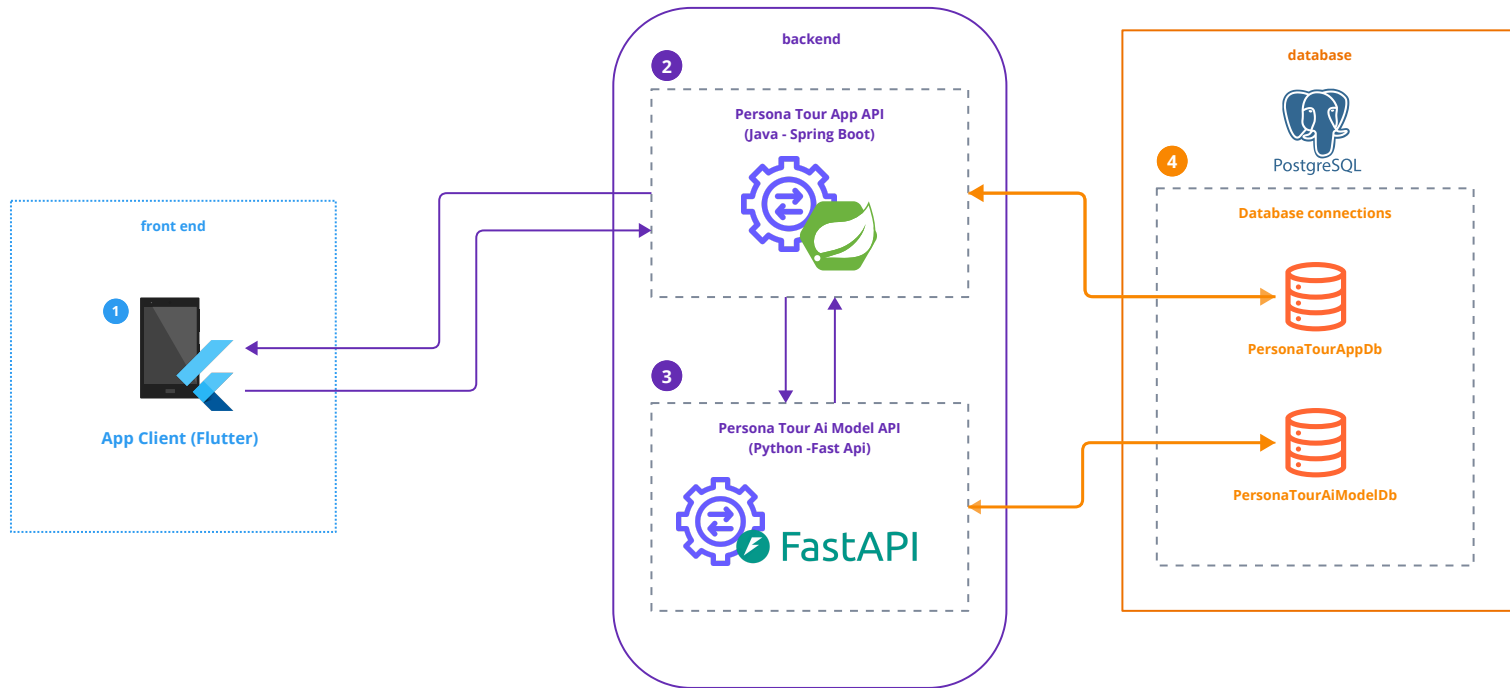 front end
1
App Client (Flutter)
backend
2
Persona Tour App API
(Java - Spring Boot)
3
Persona Tour Ai Model API
(Python -Fast Api)
FastAPI
database
PostgreSQL
4
Database connections
PersonaTourAppDb
PersonaTourAiModelDb